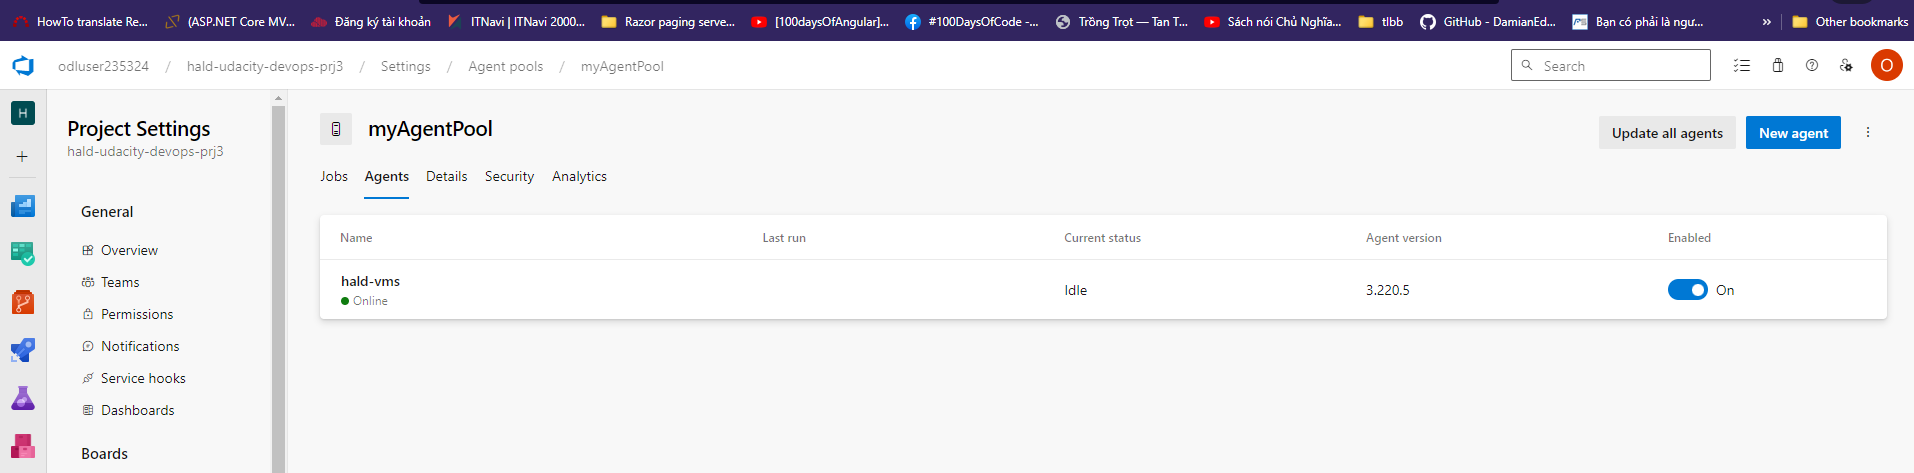 HowTo translate Re... (ASP.NET Core MV... Đăng ký tài khoản ITNavi | ITNavi 2000... Razor paging serve... [100daysOfAngular]... #100DaysOfCode -... Trồng Trọt — Tan T... Sách nói Chủ Nghĩa... tlbb GitHub - DamianEd... Bạn có phải là ngư... » Other bookmarks
odluser235324 / hald-udacity-devops-prj3 / Settings / Agent pools / myAgentPool Search O
H
Project Settings
hald-udacity-devops-prj3
General
Overview
Teams
Permissions
Notifications
Service hooks
Dashboards
Boards
myAgentPool
Update all agents New agent
Jobs Agents Details Security Analytics
Name Last run Current status Agent version Enabled
hald-vms
Online
Idle 3.220.5 On